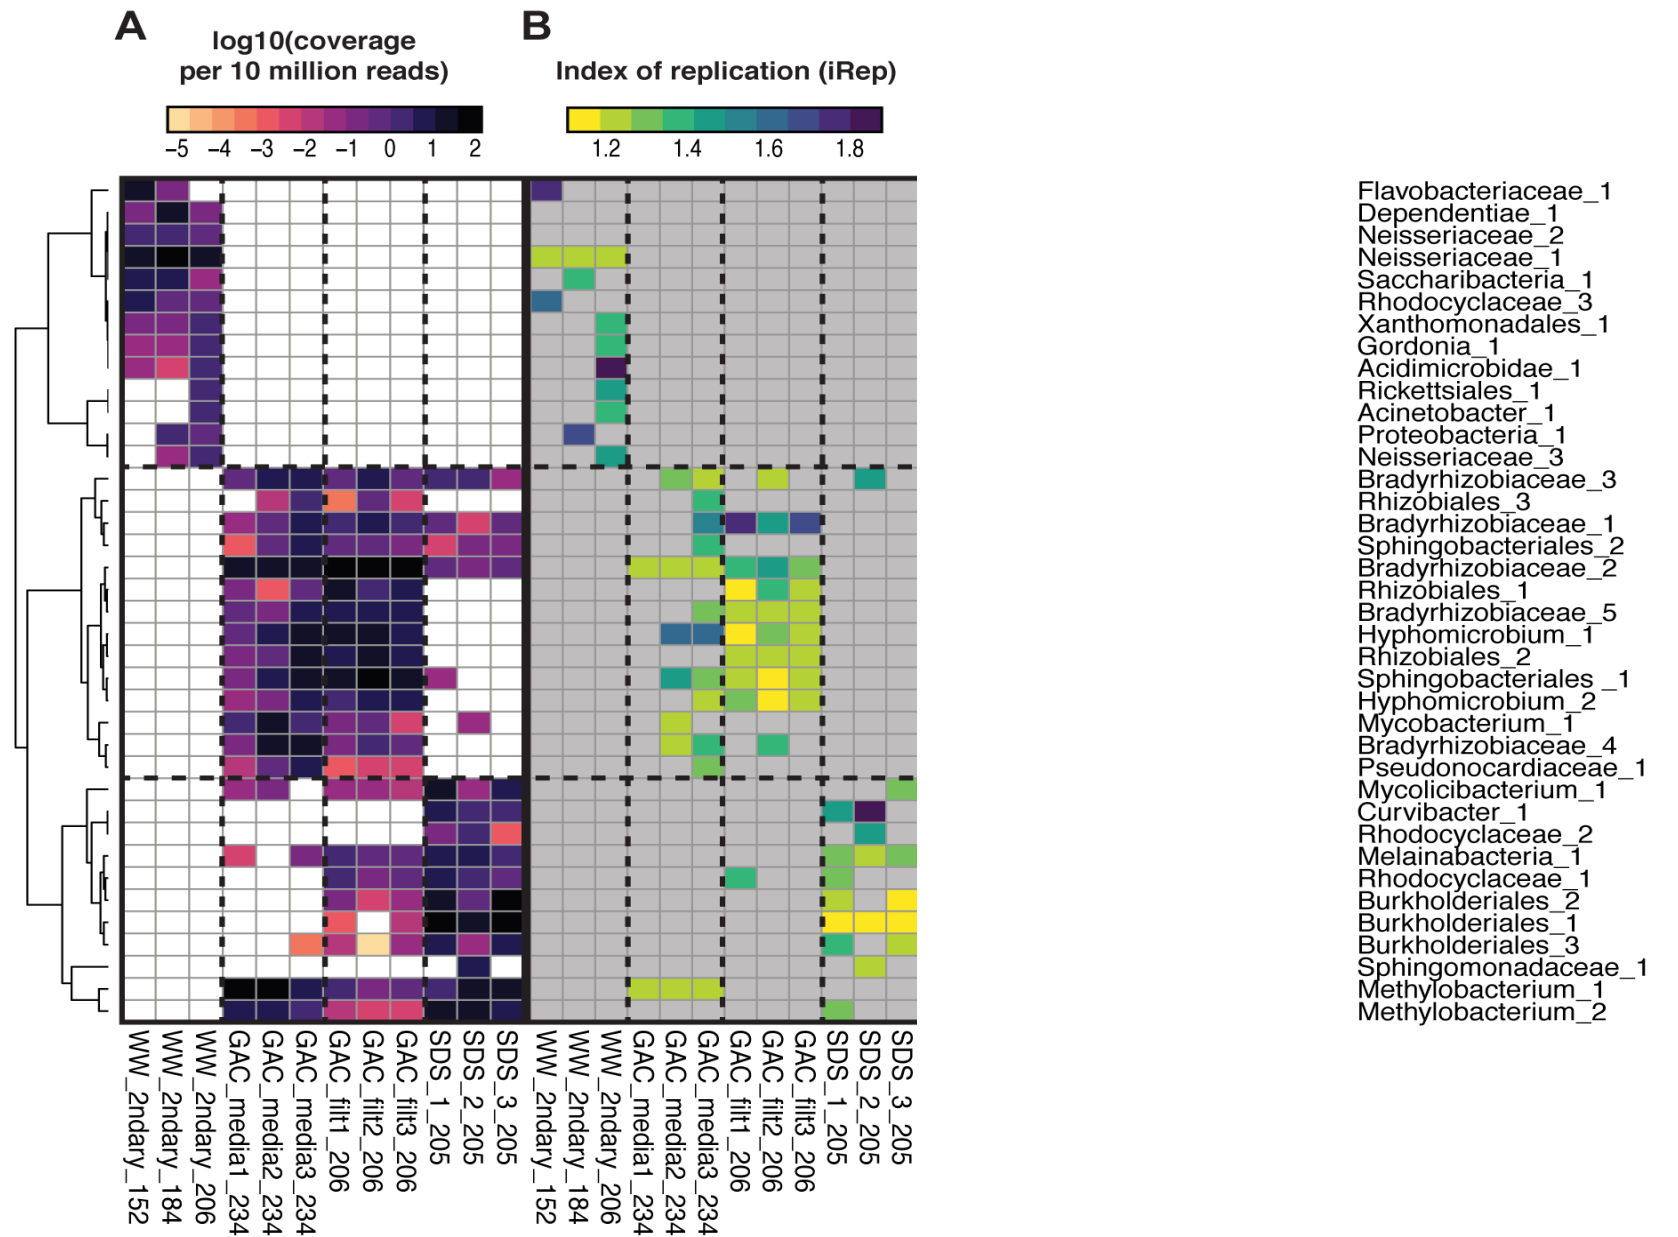 A
B
log10(coverage
per 10 million reads)
Index of replication (iRep)
−5 −4 −3 −2 −1 0 1 2
1.2 1.4 1.6 1.8
Flavobacteriaceae_1
Dependentiae_1
Neisseriaceae_2
Neisseriaceae_1
Saccharibacteria_1
Rhodocyclaceae_3
Xanthomonadales_1
Gordonia_1
Acidimicrobidae_1
Rickettsiales_1
Acinetobacter_1
Proteobacteria_1
Neisseriaceae_3
Bradyrhizobiaceae_3
Rhizobiales_3
Bradyrhizobiaceae_1
Sphingobacteriales_2
Bradyrhizobiaceae_2
Rhizobiales_1
Bradyrhizobiaceae_5
Hyphomicrobium_1
Rhizobiales_2
Sphingobacteriales _1
Hyphomicrobium_2
Mycobacterium_1
Bradyrhizobiaceae_4
Pseudonocardiaceae_1
Mycolicibacterium_1
Curvibacter_1
Rhodocyclaceae_2
Melainabacteria_1
Rhodocyclaceae_1
Burkholderiales_2
Burkholderiales_1
Burkholderiales_3
Sphingomonadaceae_1
Methylobacterium_1
Methylobacterium_2
WW_2ndary_152
WW_2ndary_184
WW_2ndary_206
GAC_media1_234
GAC_media2_234
GAC_media3_234
GAC_filt1_206
GAC_filt2_206
GAC_filt3_206
SDS_1_205
SDS_2_205
SDS_3_205
WW_2ndary_152
WW_2ndary_184
WW_2ndary_206
GAC_media1_234
GAC_media2_234
GAC_media3_234
GAC_filt1_206
GAC_filt2_206
GAC_filt3_206
SDS_1_205
SDS_2_205
SDS_3_205